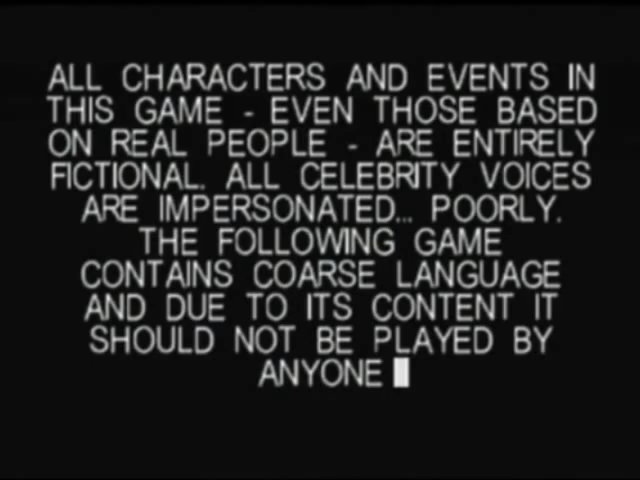 ALL CHARACTERS AND EVENTS IN
THIS GAME - EVEN THOSE BASED
ON REAL PEOPLE - ARE ENTIRELY
FICTIONAL. ALL CELEBRITY VOICES
ARE IMPERSONATED... POORLY.
THE FOLLOWING GAME
CONTAINS COARSE LANGUAGE
AND DUE TO ITS CONTENT IT
SHOULD NOT BE PLAYED BY
ANYONE